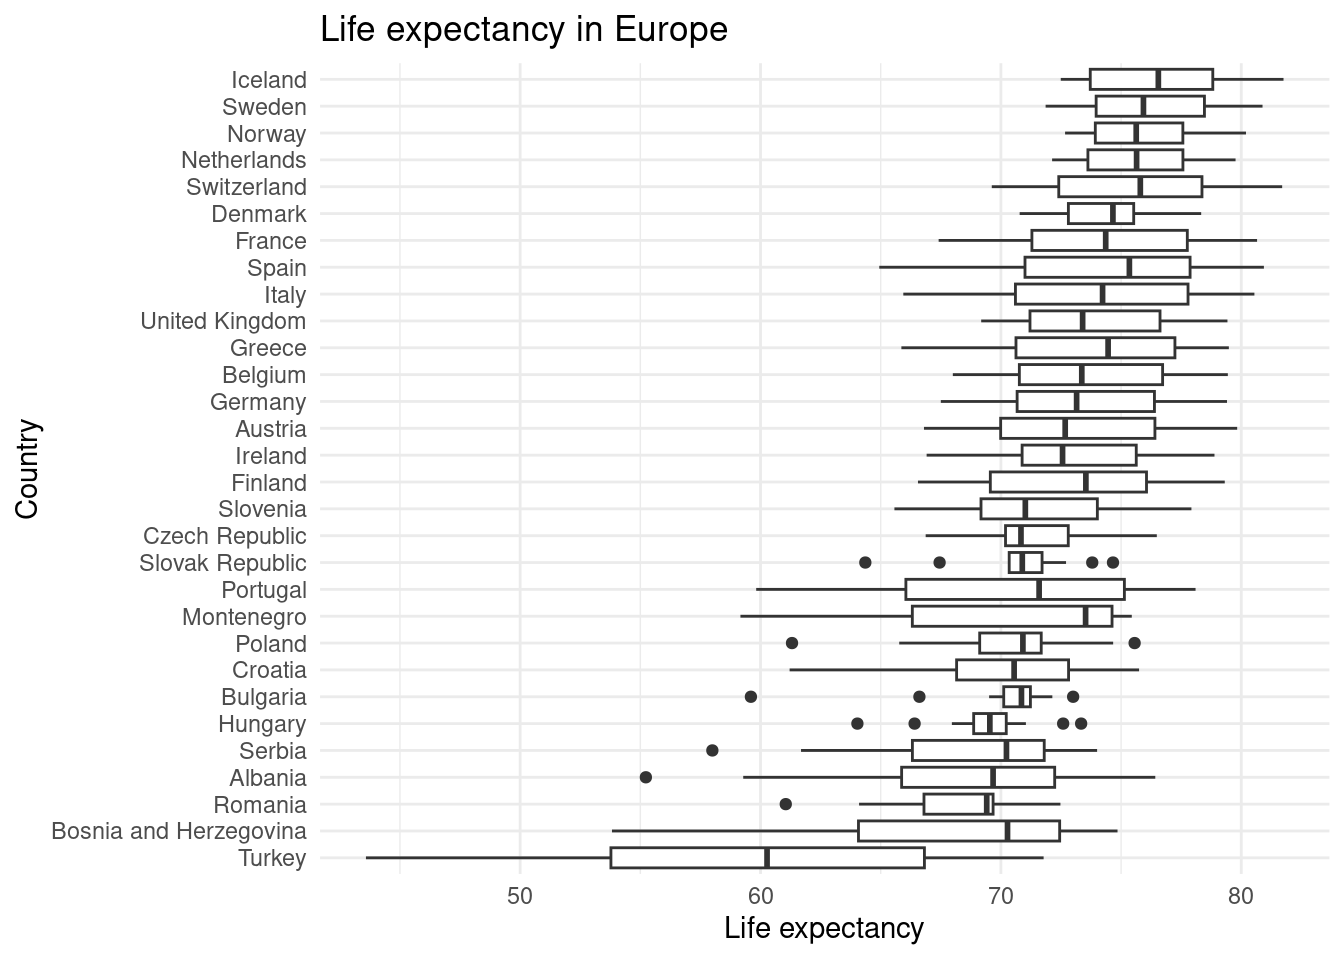 Life expectancy in Europe
Iceland
Sweden
Norway
Netherlands
Switzerland
Denmark
France
Spain
Italy
United Kingdom
Greece
Belgium
Germany
Austria
Ireland
Finland
Slovenia
Czech Republic
Slovak Republic
Portugal
Montenegro
Poland
Croatia
Bulgaria
Hungary
Serbia
Albania
Romania
Bosnia and Herzegovina
Turkey
Country
50 60 70 80
Life expectancy